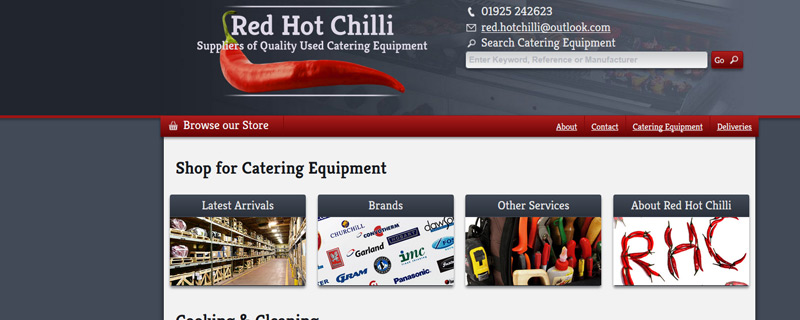 Red Hot Chilli
Suppliers of Quality Used Catering Equipment
01925 242623
red.hotchilli@outlook.com
Search Catering Equipment
Enter Keyword, Reference or Manufacturer
Go
Browse our Store
About
Contact
Catering Equipment
Deliveries
Shop for Catering Equipment
Latest Arrivals
Brands
Other Services
About Red Hot Chilli
CHURCHILL
CONVOTHERM
Garland
imc
GRAM
Panasonic
RHC
Cooking & Cleaning